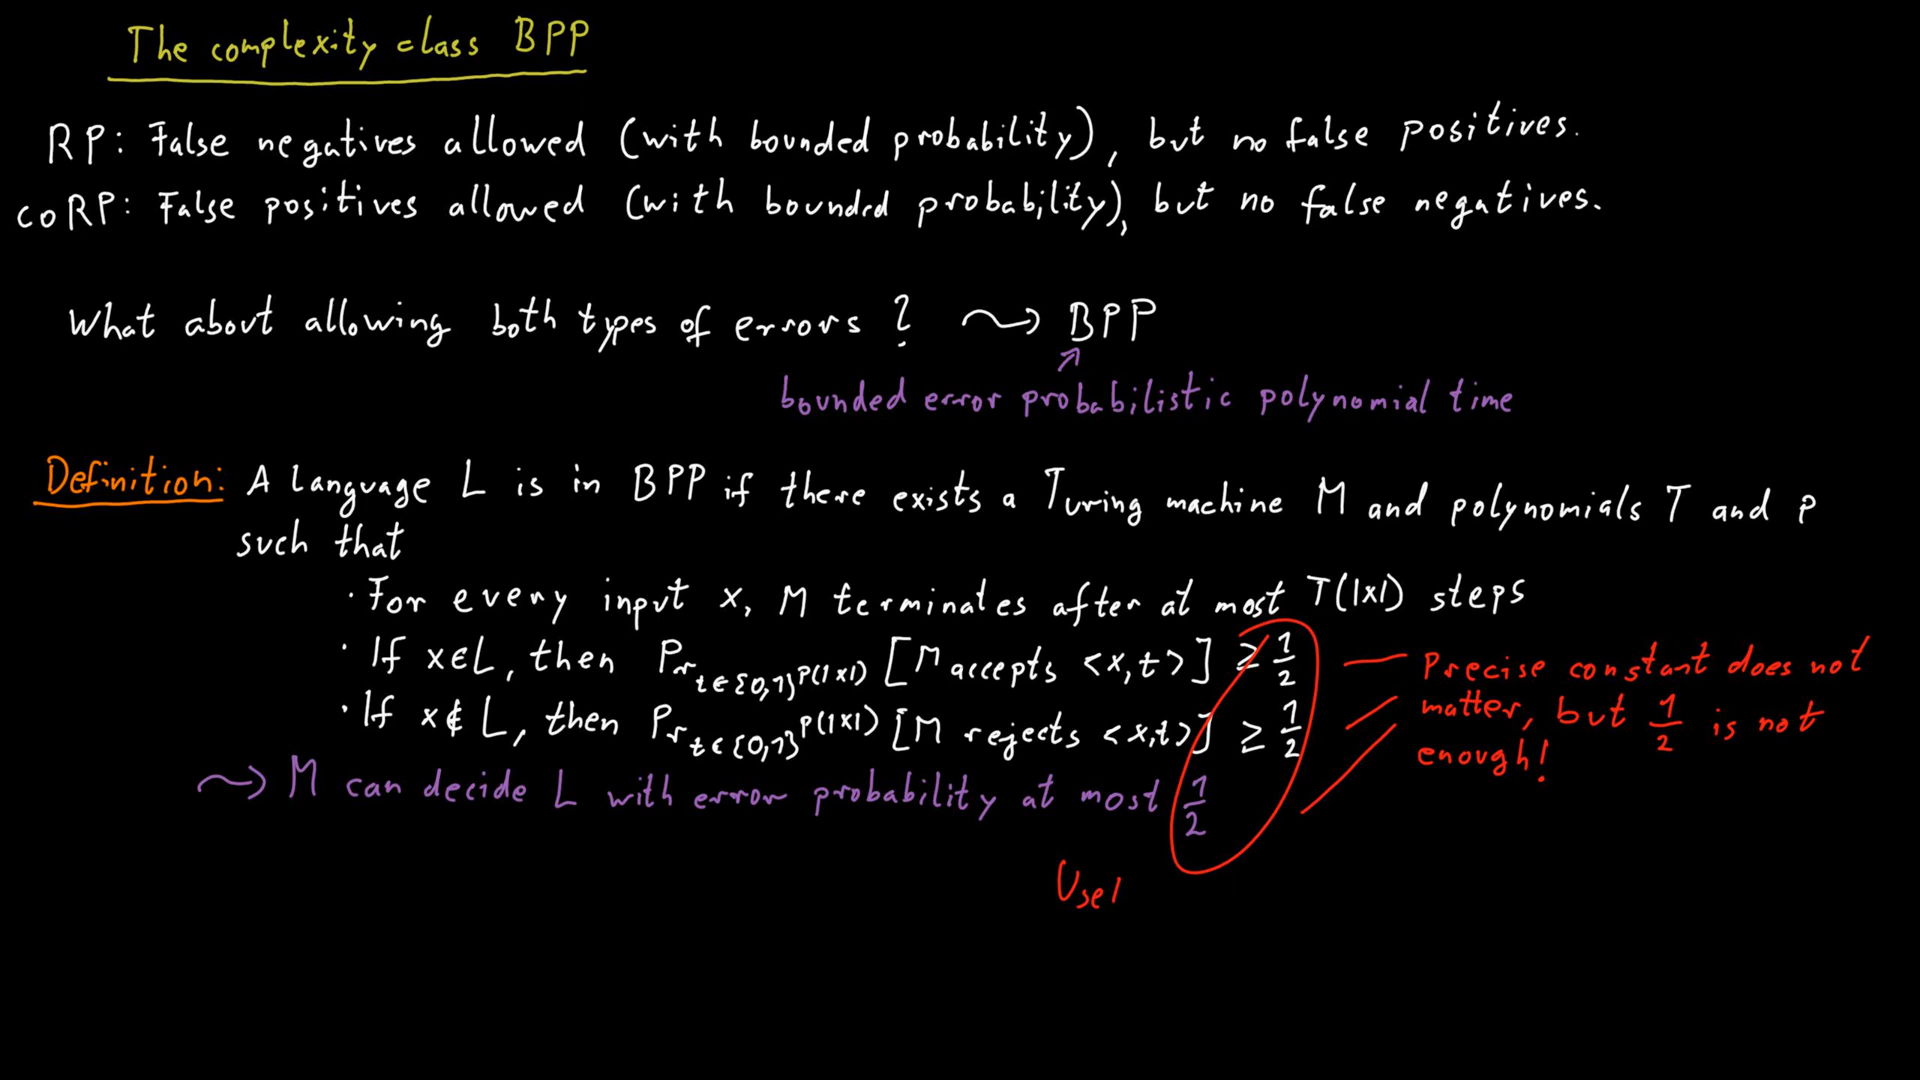 The complexity class BPP
RP: False negatives allowed (with bounded probability), but no false positives.
coRP: False positives allowed (with bounded probability), but no false negatives.
What about allowing both types of errors? ⤳ BPP
bounded error probabilistic polynomial time
Definition: A language L is in BPP if there exists a Turing machine M and polynomials T and p
such that
· For every input x, M terminates after at most T(|x|) steps
· If x∈L, then Pr_{t∈{0,1}^{p(|x|)}} [M accepts <x,t>] ≥ 1/2
· If x∉L, then Pr_{t∈{0,1}^{p(|x|)}} [M rejects <x,t>] ≥ 1/2
⤳ M can decide L with error probability at most 1/2
Precise constant does not
matter, but 1/2 is not
enough!